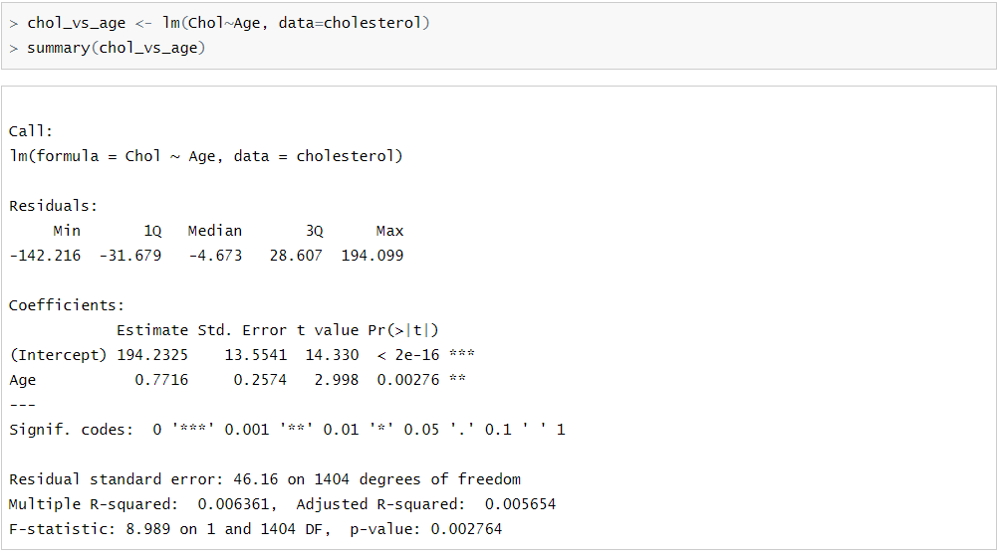 > chol_vs_age <- lm(Chol~Age, data=cholesterol)
> summary(chol_vs_age)
Call:
lm(formula = Chol ~ Age, data = cholesterol)
Residuals:
     Min       1Q   Median       3Q      Max
-142.216  -31.679   -4.673   28.607  194.099
Coefficients:
            Estimate Std. Error t value Pr(>|t|)
(Intercept) 194.2325    13.5541  14.330  < 2e-16 ***
Age           0.7716     0.2574   2.998  0.00276 **
---
Signif. codes:  0 '***' 0.001 '**' 0.01 '*' 0.05 '.' 0.1 ' ' 1
Residual standard error: 46.16 on 1404 degrees of freedom
Multiple R-squared:  0.006361,  Adjusted R-squared:  0.005654
F-statistic: 8.989 on 1 and 1404 DF,  p-value: 0.002764